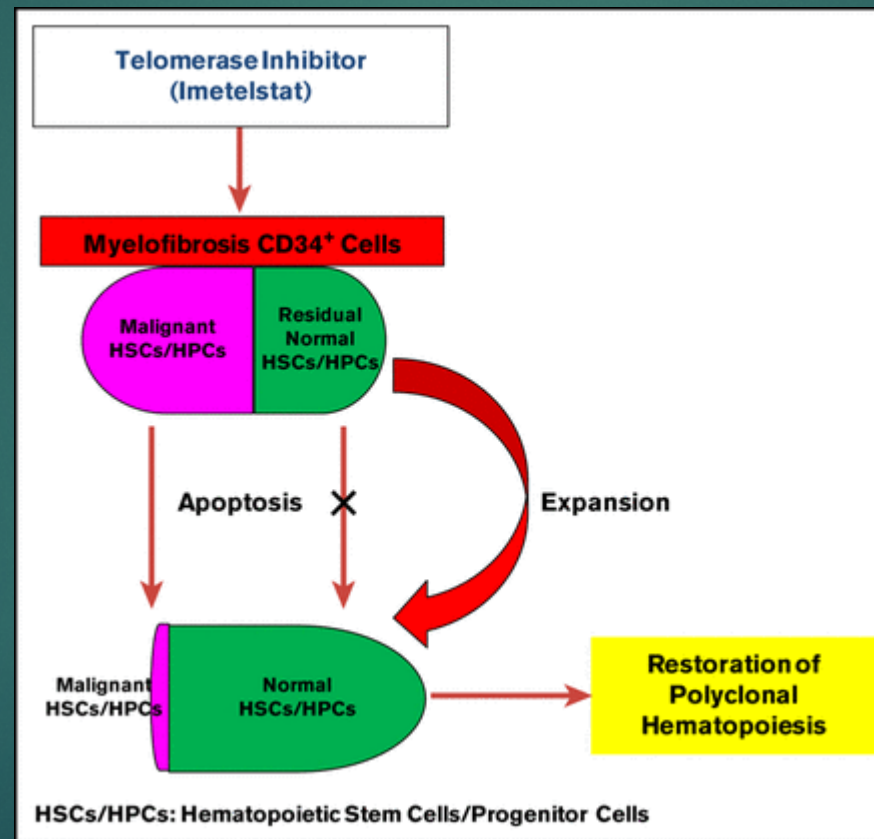 Telomerase Inhibitor
(Imetelstat)
Myelofibrosis CD34⁺ Cells
Malignant
HSCs/HPCs
Residual
Normal
HSCs/HPCs
Apoptosis
Expansion
Malignant
HSCs/HPCs
Normal
HSCs/HPCs
Restoration of
Polyclonal
Hematopoiesis
HSCs/HPCs: Hematopoietic Stem Cells/Progenitor Cells